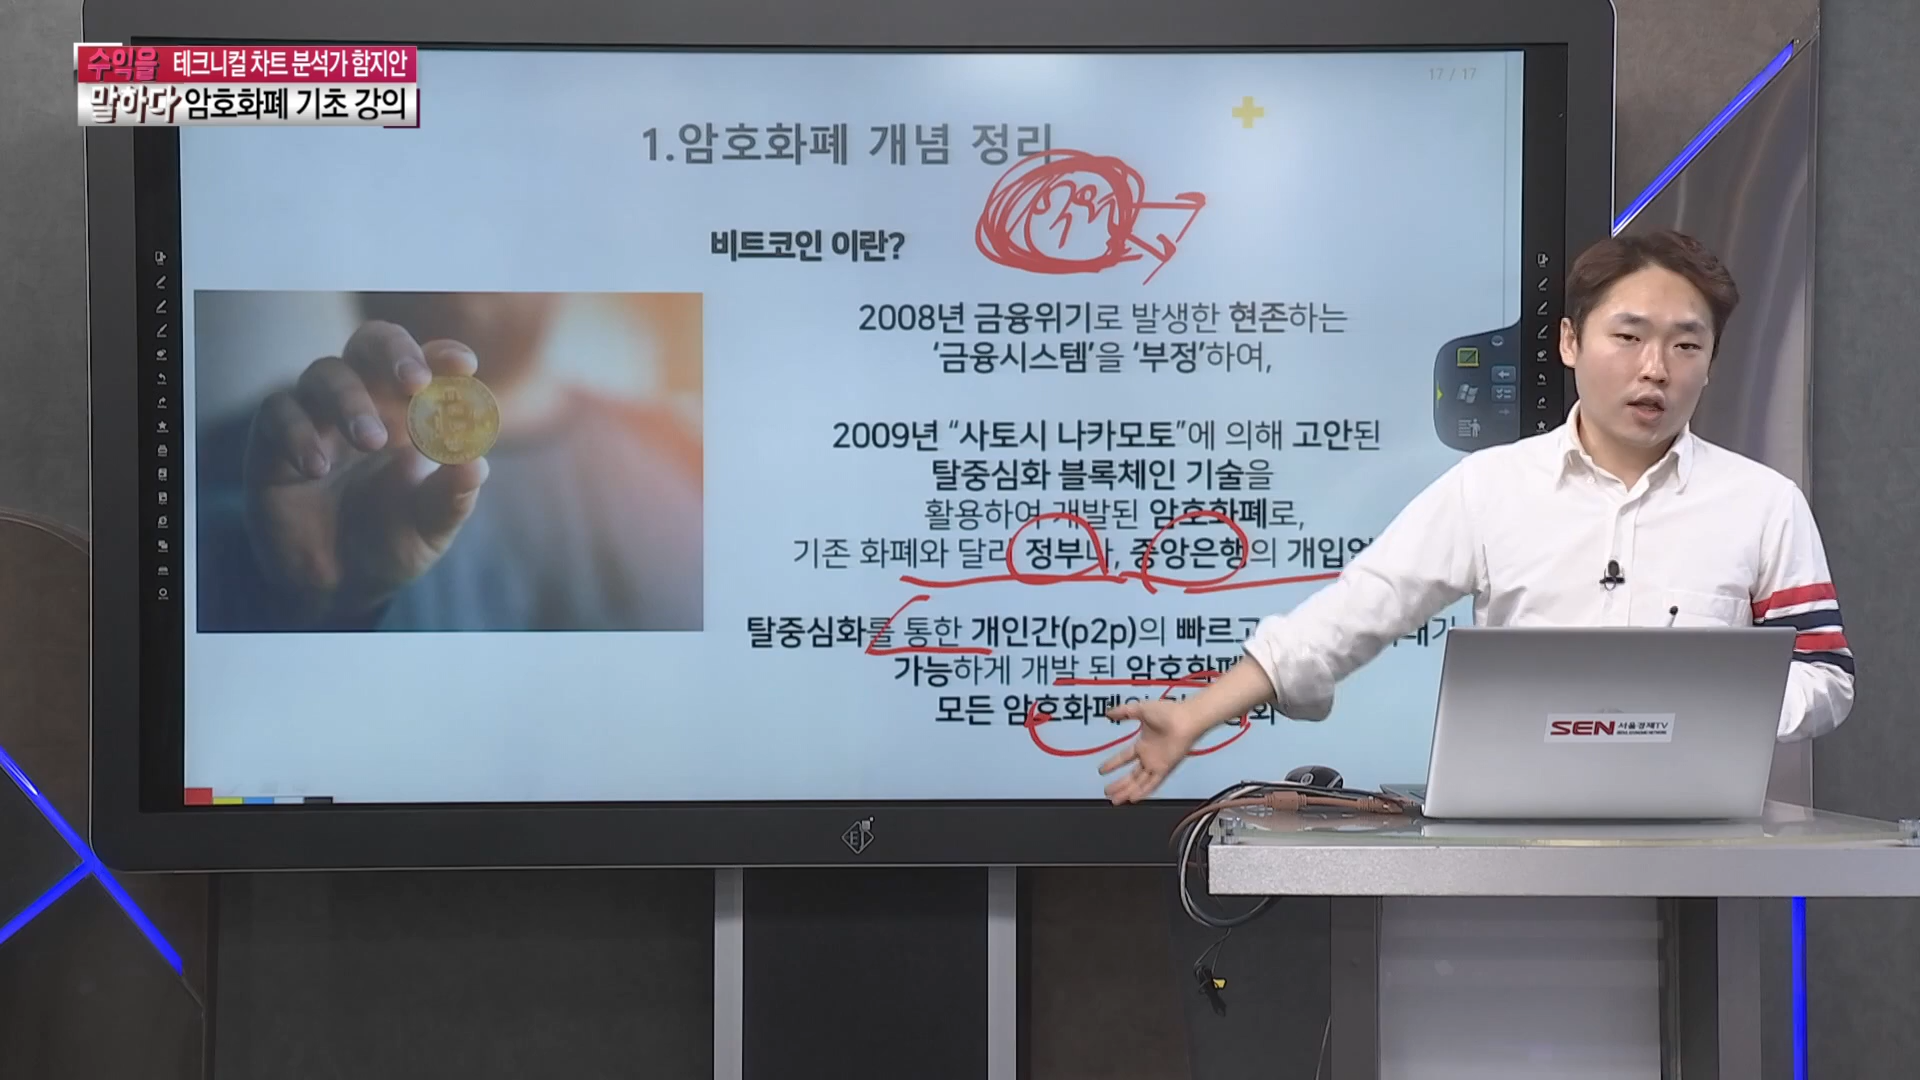 수익을
말하다
테크니컬 차트 분석가 함지안
암호화폐 기초 강의
17 / 17
1.암호화폐 개념 정리
비트코인 이란?
2008년 금융위기로 발생한 현존하는
'금융시스템'을 '부정'하여,
2009년 “사토시 나카모토”에 의해 고안된
탈중심화 블록체인 기술을
활용하여 개발된 암호화폐로,
기존 화폐와 달리 정부나, 중앙은행의
탈중심화를 통한 개인간(p2p)의 빠르고
가능하게 개발 된 암호화폐
모든 암호화폐의
SEN 서울경제TV